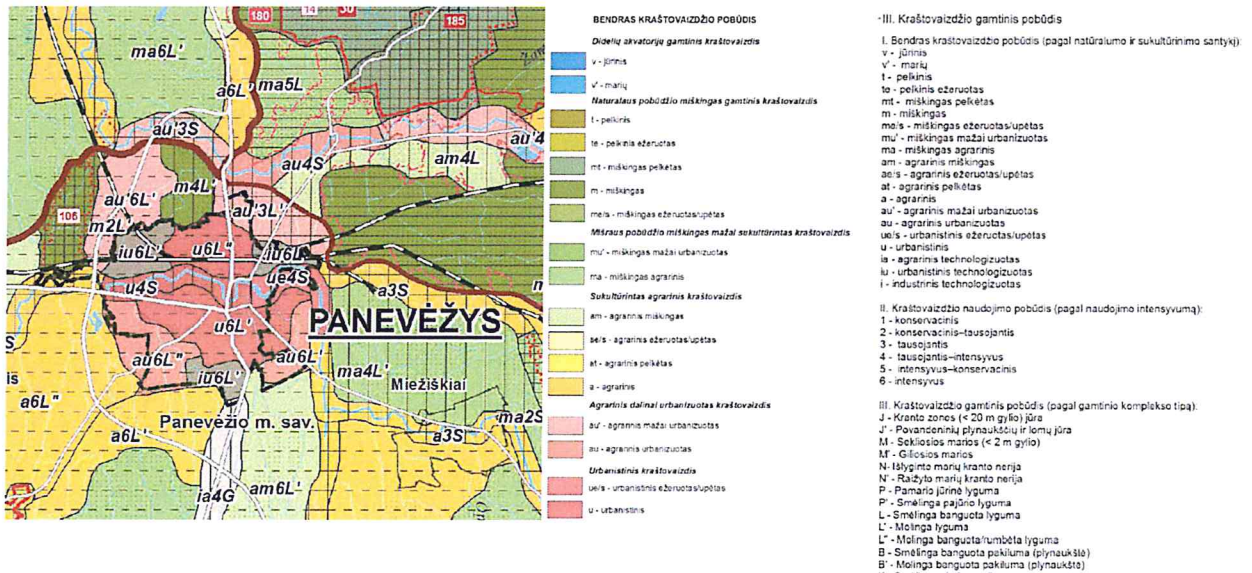 180
14
30
185
ma6L'
a6L'
ma5L
au'3S
au'4
au4S
am4L
m4L'
au'6L'
106
au'3L'
m2L
iu6L'
u6L"
iu6L'
ue4S
u4S
a3S
PANEVĖŽYS
u6L'
au6L"
au6L'
ma4L'
iu6L'
Miežiškiai
a6L"
Panevėžio m. sav.
ma2S
a6L'
a3S
ia4G
am6L'
BENDRAS KRAŠTOVAIZDŽIO POBŪDIS
Didelių akvatorijų gamtinis kraštovaizdis
v - jūrinis
v' - marių
Natūralaus pobūdžio miškingas gamtinis kraštovaizdis
t - pelkinis
te - pelkinis ežeruotas
mt - miškingas pelkėtas
m - miškingas
me/s - miškingas ežeruotas/upėtas
Mišraus pobūdžio miškingas mažai sukultūrintas kraštovaizdis
mu' - miškingas mažai urbanizuotas
ma - miškingas agrarinis
Sukultūrintas agrarinis kraštovaizdis
am - agrarinis miškingas
ae/s - agrarinis ežeruotas/upėtas
at - agrarinis pelkėtas
a - agrarinis
Agrarinis dalinai urbanizuotas kraštovaizdis
au' - agrarinis mažai urbanizuotas
au - agrarinis urbanizuotas
Urbanistinis kraštovaizdis
ue/s - urbanistinis ežeruotas/upėtas
u - urbanistinis
III. Kraštovaizdžio gamtinis pobūdis
I. Bendras kraštovaizdžio pobūdis (pagal natūralumo ir sukultūrinimo santykį):
v - jūrinis
v' - marių
t - pelkinis
te - pelkinis ežeruotas
mt - miškingas pelkėtas
m - miškingas
me/s - miškingas ežeruotas/upėtas
mu' - miškingas mažai urbanizuotas
ma - miškingas agrarinis
am - agrarinis miškingas
ae/s - agrarinis ežeruotas/upėtas
at - agrarinis pelkėtas
a - agrarinis
au' - agrarinis mažai urbanizuotas
au - agrarinis urbanizuotas
ue/s - urbanistinis ežeruotas/upėtas
u - urbanistinis
ia - agrarinis technologizuotas
iu - urbanistinis technologizuotas
i - industrinis technologizuotas
II. Kraštovaizdžio naudojimo pobūdis (pagal naudojimo intensyvumą):
1 - konservacinis
2 - konservacinis–tausojantis
3 - tausojantis
4 - tausojantis–intensyvus
5 - intensyvus–konservacinis
6 - intensyvus
III. Kraštovaizdžio gamtinis pobūdis (pagal gamtinio komplekso tipą):
J - Kranto zonos (< 20 m gylio) jūra
J' - Povandeninių plynaukščių ir lomų jūra
M - Sekliosios marios (< 2 m gylio)
M' - Giliosios marios
N- Išlyginto marių kranto nerija
N' - Raižyto marių kranto nerija
P - Pamario jūrinė lyguma
P' - Smėlinga pajūrio lyguma
L - Smėlinga banguota lyguma
L' - Molinga lyguma
L" - Molinga banguota/rumbėta lyguma
B - Smėlinga banguota pakiluma (plynaukštė)
B' - Molinga banguota pakiluma (plynaukštė)